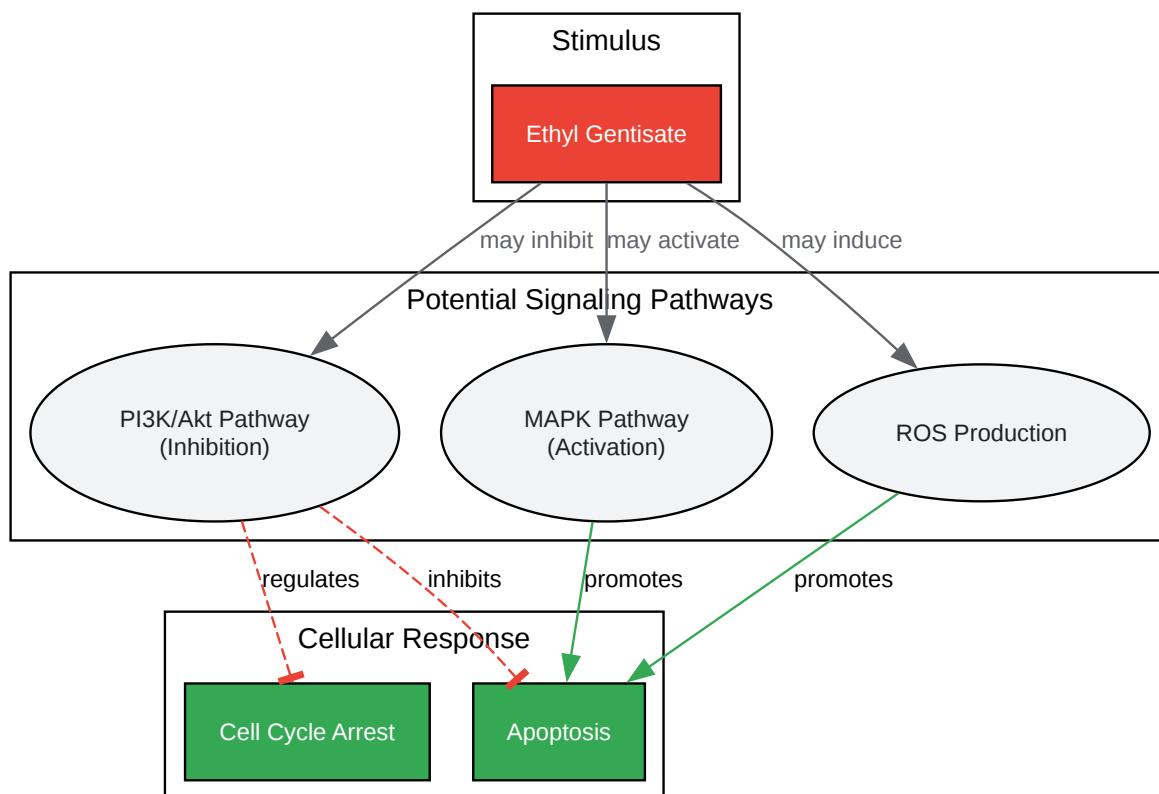 Stimulus
Ethyl Gentisate
may inhibit
may activate
may induce
Potential Signaling Pathways
PI3K/Akt Pathway
(Inhibition)
MAPK Pathway
(Activation)
ROS Production
regulates
inhibits
promotes
promotes
Cellular Response
Cell Cycle Arrest
Apoptosis